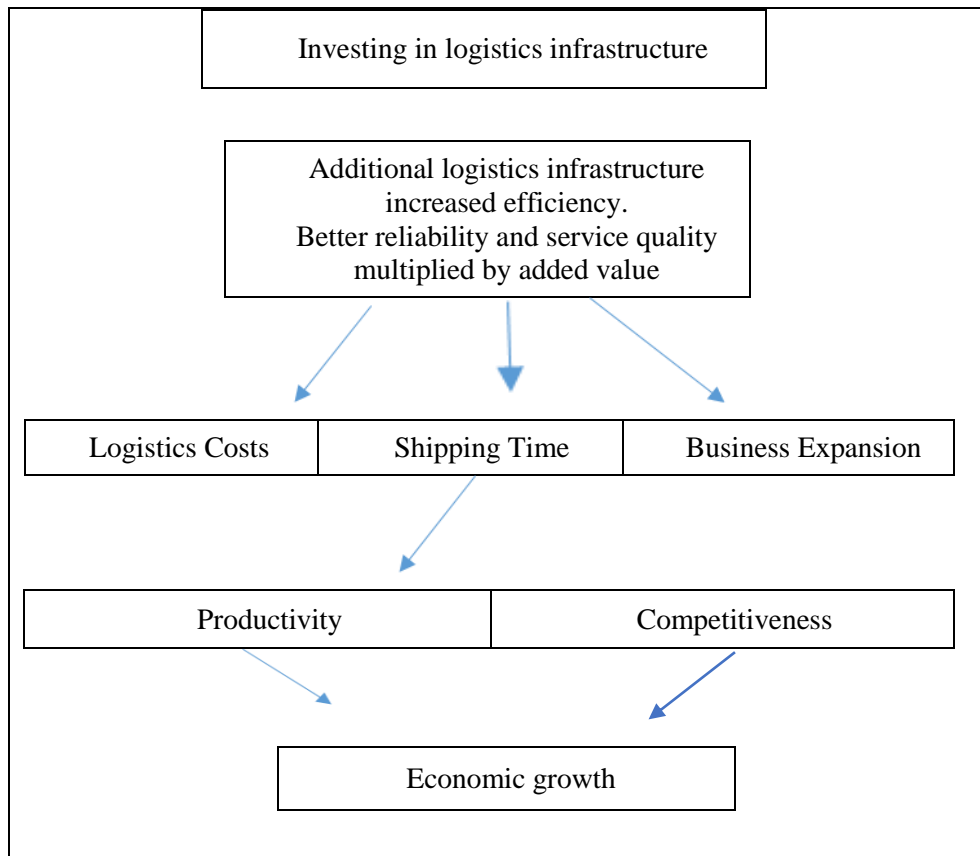 Investing in logistics infrastructure
Additional logistics infrastructure
increased efficiency.
Better reliability and service quality
multiplied by added value
Logistics Costs
Shipping Time
Business Expansion
Productivity
Competitiveness
Economic growth